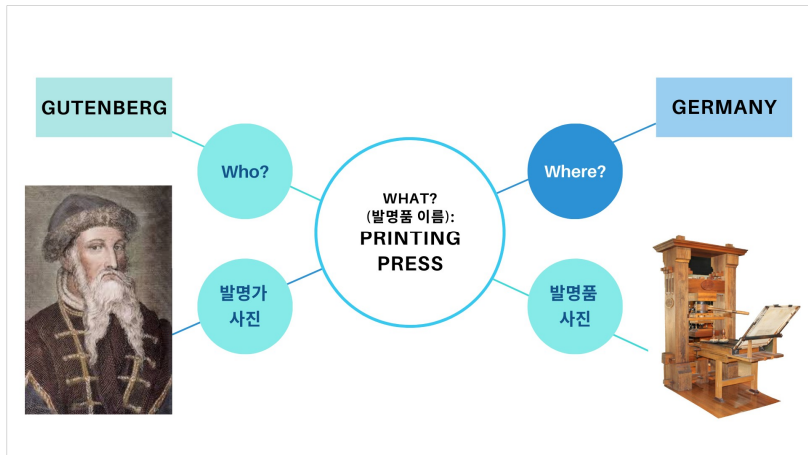 GUTENBERG
GERMANY
Who?
Where?
WHAT?
(발명품 이름):
PRINTING
PRESS
발명가
사진
발명품
사진